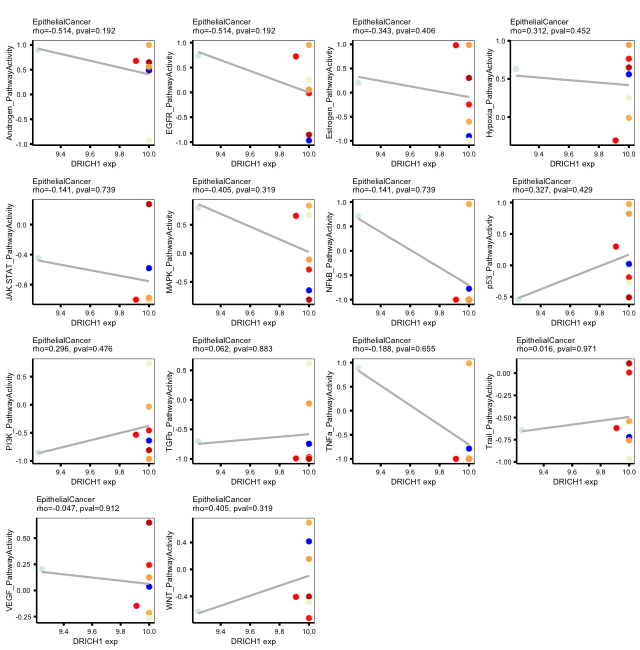 EpithelialCancer
rho=-0.514, pval=0.192
Androgen_PathwayActivity
1.0
0.5
0.0
-0.5
-1.0
9.4
9.6
9.8
10.0
DRICH1 exp
EpithelialCancer
rho=-0.514, pval=0.192
EGFR_PathwayActivity
1.0
0.5
0.0
-0.5
-1.0
9.4
9.6
9.8
10.0
DRICH1 exp
EpithelialCancer
rho=-0.343, pval=0.406
Estrogen_PathwayActivity
1.0
0.5
0.0
-0.5
-1.0
9.4
9.6
9.8
10.0
DRICH1 exp
EpithelialCancer
rho=0.312, pval=0.452
Hypoxia_PathwayActivity
1.0
0.5
0.0
9.4
9.6
9.8
10.0
DRICH1 exp
EpithelialCancer
rho=-0.141, pval=0.739
JAK.STAT_PathwayActivity
0.0
-0.4
-0.8
9.4
9.6
9.8
10.0
DRICH1 exp
EpithelialCancer
rho=-0.405, pval=0.319
MAPK_PathwayActivity
0.5
0.0
-0.5
9.4
9.6
9.8
10.0
DRICH1 exp
EpithelialCancer
rho=-0.141, pval=0.739
NFkB_PathwayActivity
1.0
0.5
0.0
-0.5
-1.0
9.4
9.6
9.8
10.0
DRICH1 exp
EpithelialCancer
rho=0.327, pval=0.429
p53_PathwayActivity
1.0
0.5
0.0
-0.5
9.4
9.6
9.8
10.0
DRICH1 exp
EpithelialCancer
rho=0.296, pval=0.476
PI3K_PathwayActivity
0.5
0.0
-0.5
-1.0
9.4
9.6
9.8
10.0
DRICH1 exp
EpithelialCancer
rho=0.062, pval=0.883
TGFb_PathwayActivity
0.5
0.0
-0.5
-1.0
9.4
9.6
9.8
10.0
DRICH1 exp
EpithelialCancer
rho=-0.188, pval=0.655
TNFa_PathwayActivity
1.0
0.5
0.0
-0.5
-1.0
9.4
9.6
9.8
10.0
DRICH1 exp
EpithelialCancer
rho=0.016, pval=0.971
Trail_PathwayActivity
0.00
-0.25
-0.50
-0.75
-1.00
9.4
9.6
9.8
10.0
DRICH1 exp
EpithelialCancer
rho=-0.047, pval=0.912
VEGF_PathwayActivity
0.50
0.25
0.00
-0.25
9.4
9.6
9.8
10.0
DRICH1 exp
EpithelialCancer
rho=0.405, pval=0.319
WNT_PathwayActivity
0.4
0.0
-0.4
9.4
9.6
9.8
10.0
DRICH1 exp